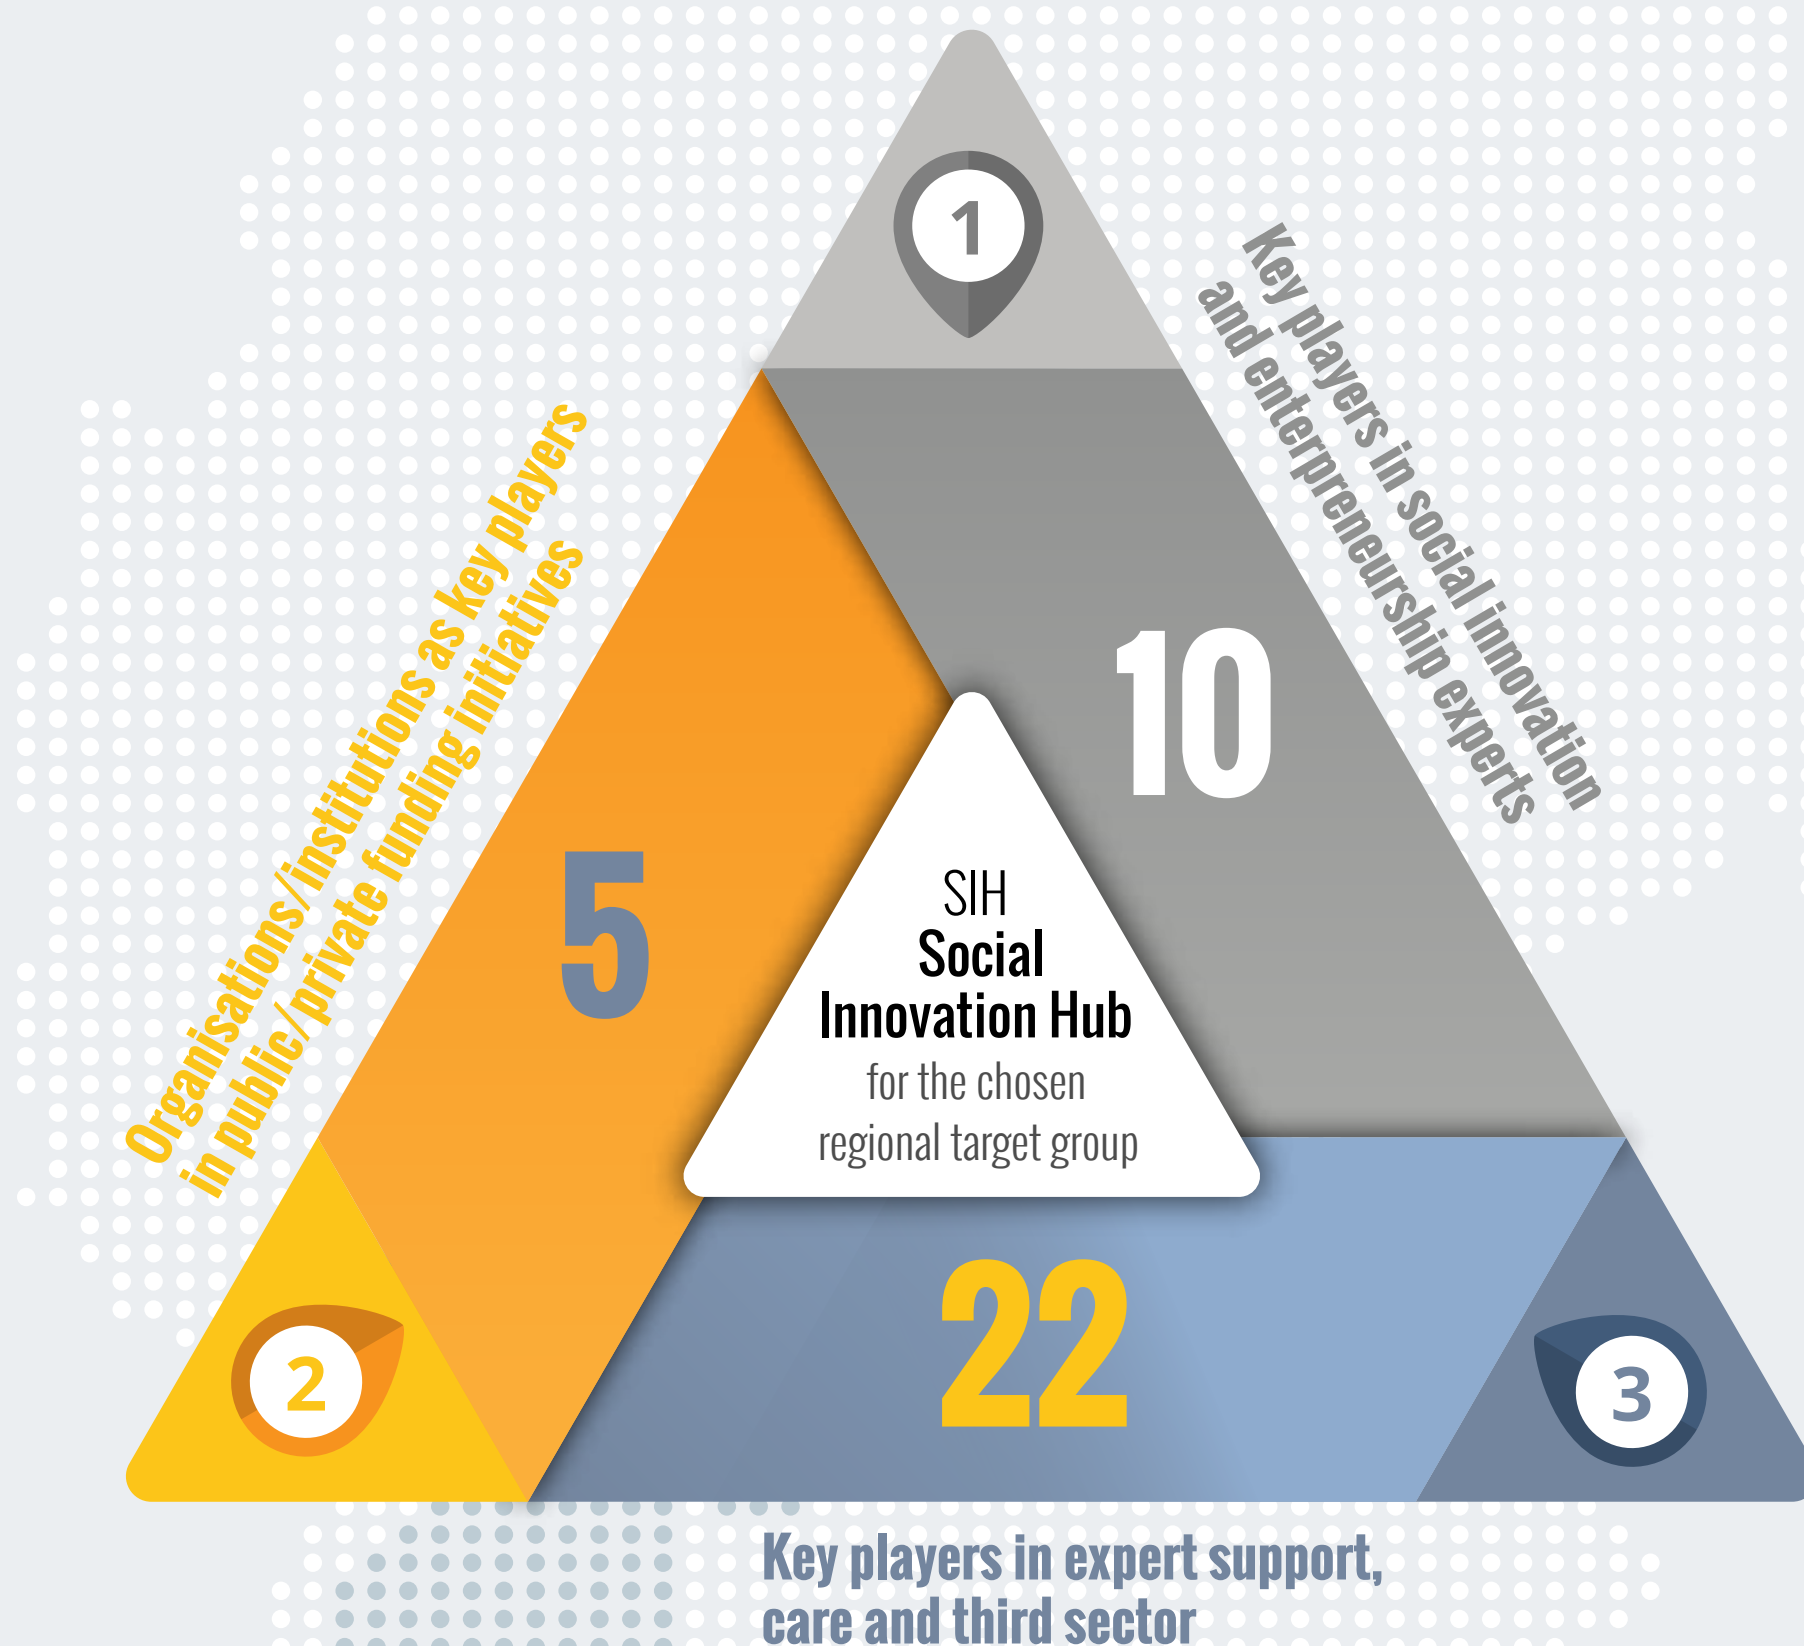 1
Key players in social innovation
and enterpreneurship experts
10
Organisations/institutions as key players
in public/private funding initiatives
5
SIH
Social
Innovation Hub
for the chosen
regional target group
22
2
3
Key players in expert support,
care and third sector